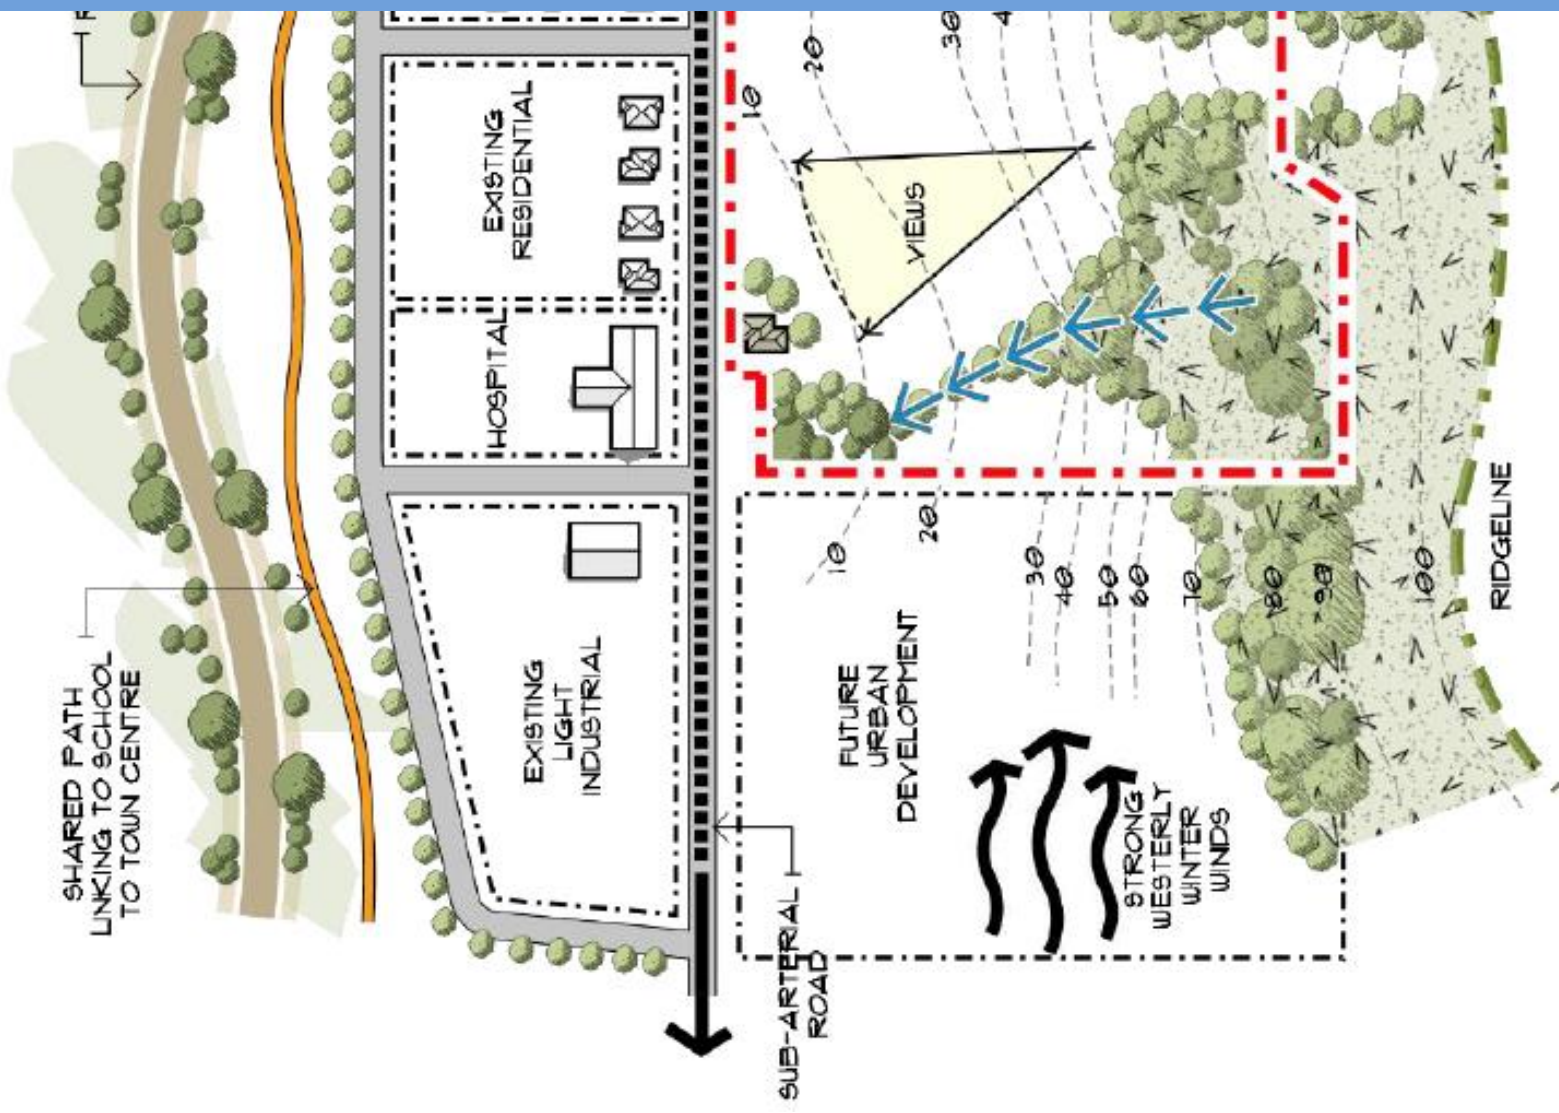 10
20
30
4
EXISTING
RESIDENTIAL
VIEWS
HOSPITAL
10
20
30
40
50
60
70
80
90
100
RIDGELINE
SHARED PATH
LINKING TO SCHOOL
TO TOWN CENTRE
EXISTING
LIGHT
INDUSTRIAL
FUTURE
URBAN
DEVELOPMENT
STRONG
WESTERLY
WINTER
WINDS
SUB-ARTERIAL
ROAD